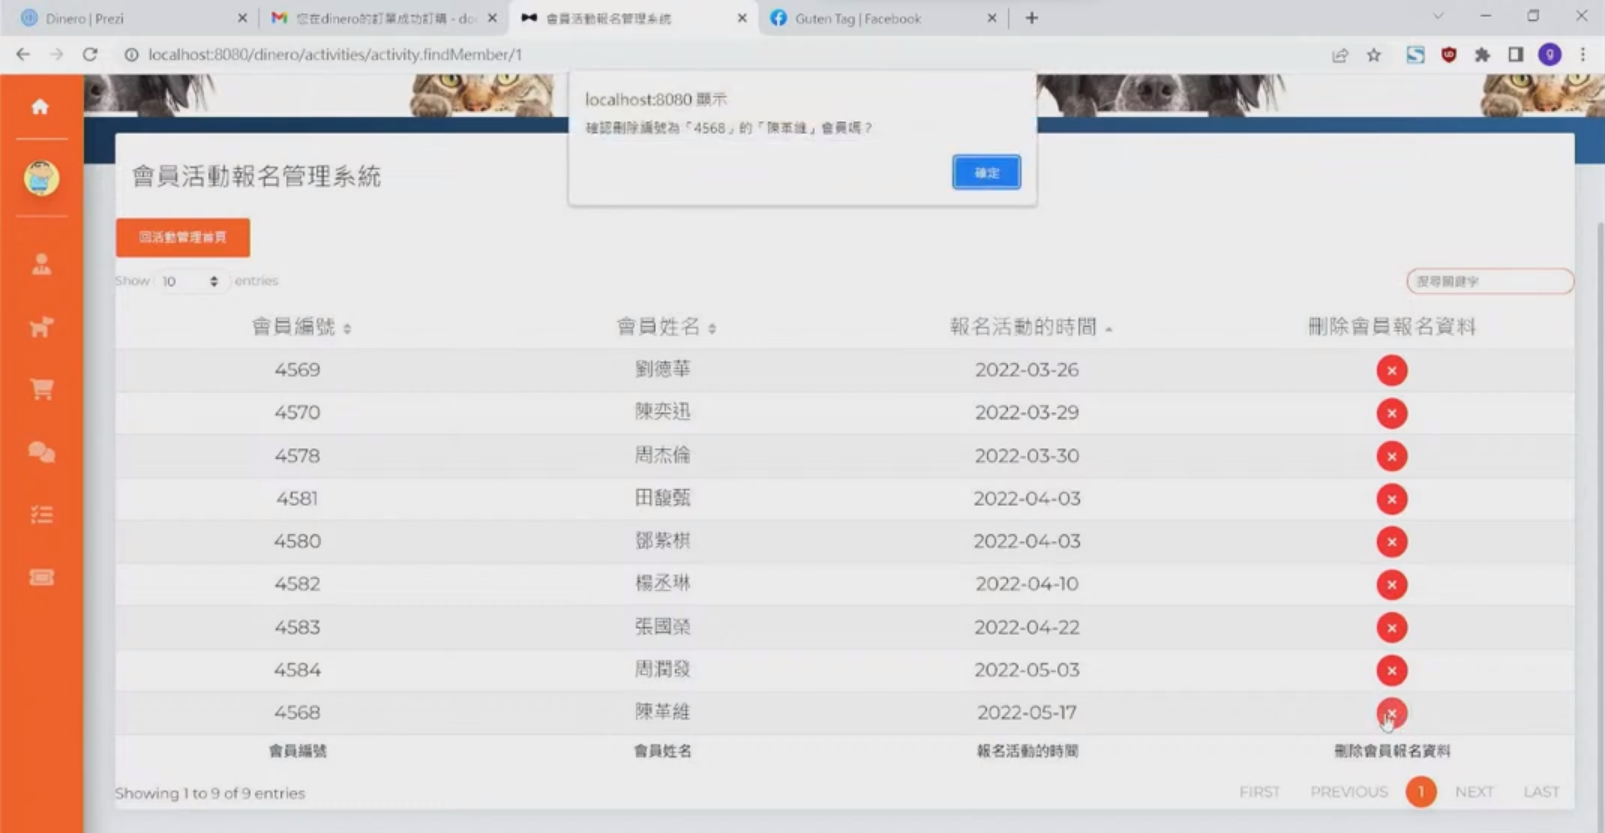 Dinero | Prezi
您在dinero的訂單成功訂購 - do
會員活動報名管理系統
Guten Tag | Facebook
localhost:8080/dinero/activities/activity.findMember/1
g
localhost:8080 顯示
確認刪除編號為「4568」的「陳革維」會員嗎？
確定
會員活動報名管理系統
回活動管理首頁
Show 10 entries
搜尋關鍵字
會員編號 會員姓名 報名活動的時間 刪除會員報名資料
4569 劉德華 2022-03-26
4570 陳奕迅 2022-03-29
4578 周杰倫 2022-03-30
4581 田馥甄 2022-04-03
4580 鄧紫棋 2022-04-03
4582 楊丞琳 2022-04-10
4583 張國榮 2022-04-22
4584 周潤發 2022-05-03
4568 陳革維 2022-05-17
會員編號 會員姓名 報名活動的時間 刪除會員報名資料
Showing 1 to 9 of 9 entries
FIRST PREVIOUS 1 NEXT LAST